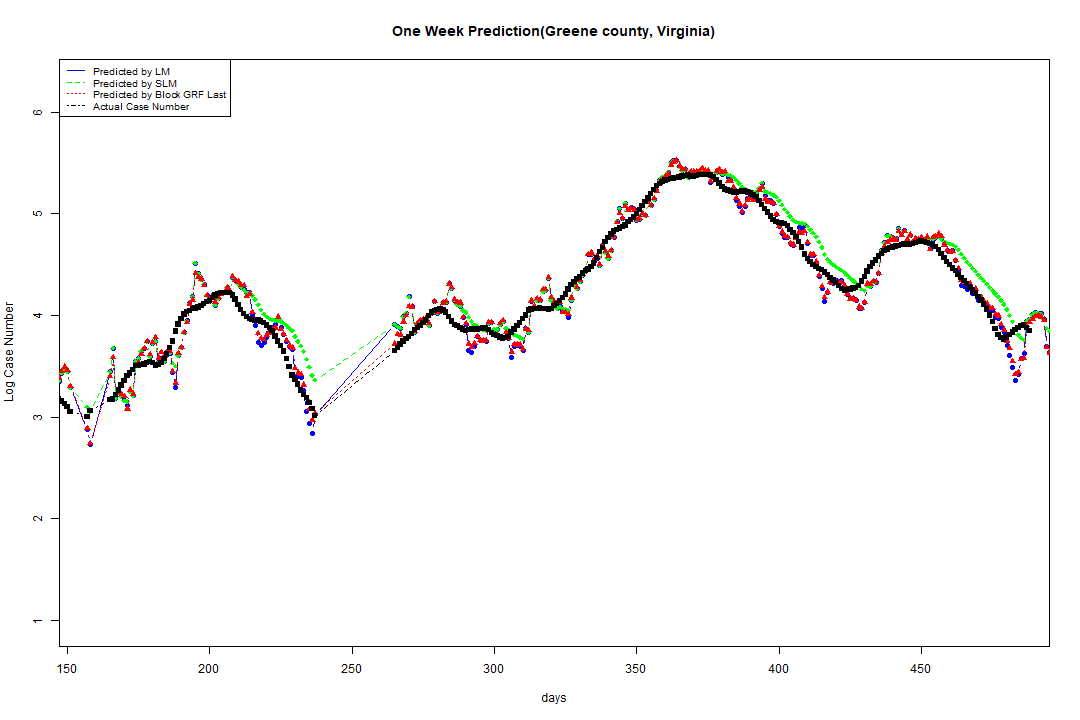 One Week Prediction(Greene county, Virginia)
Predicted by LM
Predicted by SLM
Predicted by Block GRF Last
Actual Case Number
Log Case Number
6
5
4
3
2
1
150 200 250 300 350 400 450
days